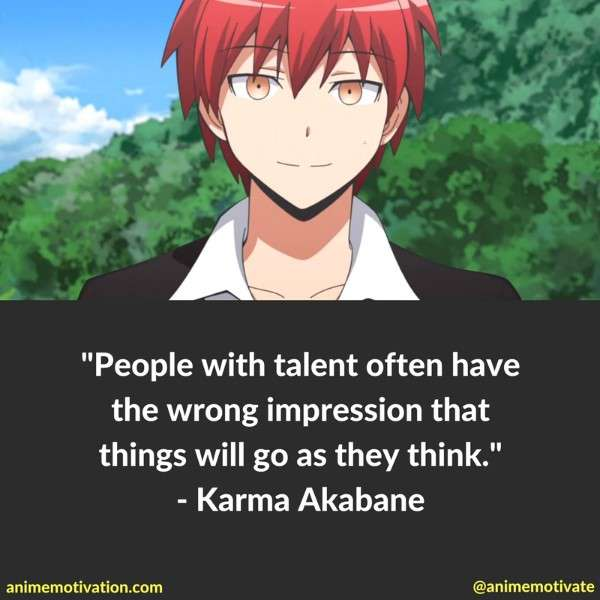 "People with talent often have
the wrong impression that
things will go as they think."
- Karma Akabane
animemotivation.com
@animemotivate